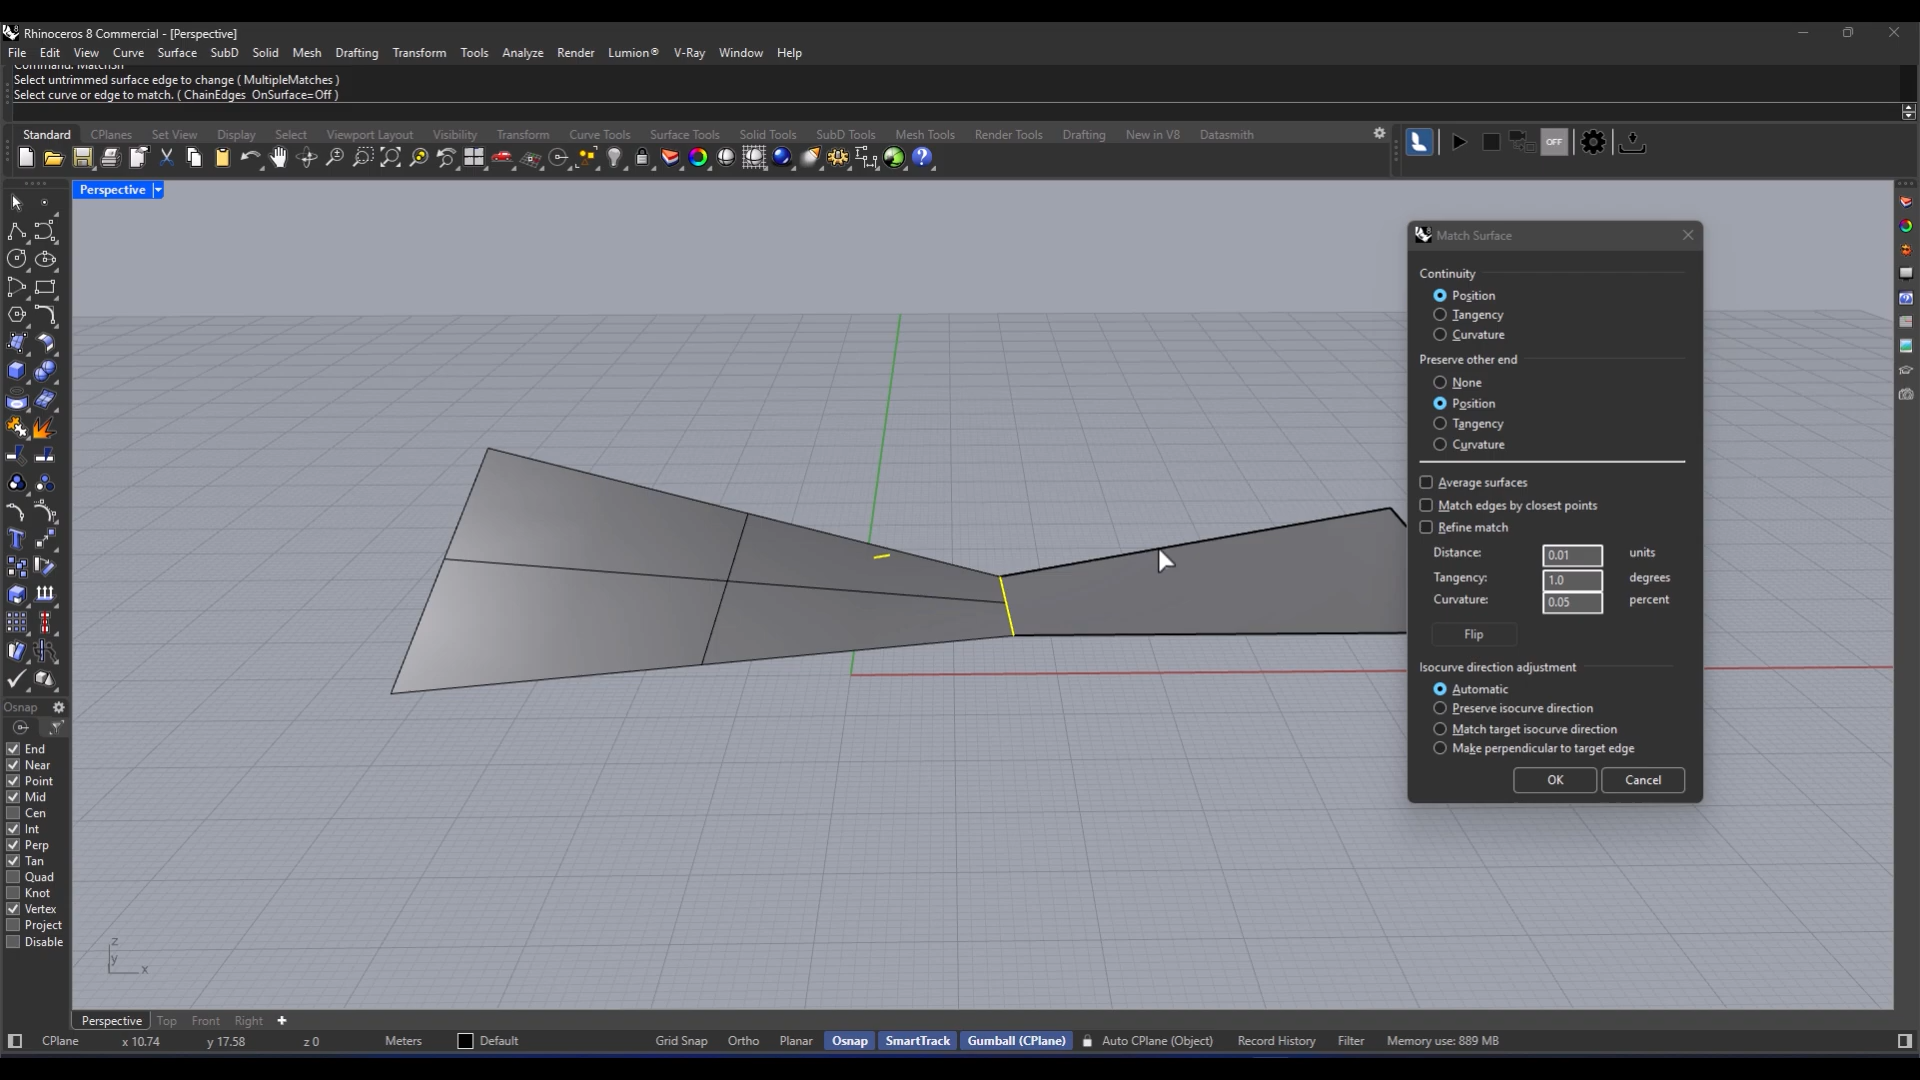 Rhinoceros 8 Commercial - [Perspective]
File Edit View Curve Surface SubD Solid Mesh Drafting Transform Tools Analyze Render Lumion® V-Ray Window Help
Command: MatchSrf
Select untrimmed surface edge to change ( MultipleMatches )
Select curve or edge to match. ( ChainEdges OnSurface=Off )
Standard CPlanes Set View Display Select Viewport Layout Visibility Transform Curve Tools Surface Tools Solid Tools SubD Tools Mesh Tools Render Tools Drafting New in V8 Datasmith
OFF
Perspective
Match Surface
Continuity
Position
Tangency
Curvature
Preserve other end
None
Position
Tangency
Curvature
Average surfaces
Match edges by closest points
Refine match
Distance: 0.01 units
Tangency: 1.0 degrees
Curvature: 0.05 percent
Flip
Isocurve direction adjustment
Automatic
Preserve isocurve direction
Match target isocurve direction
Make perpendicular to target edge
OK Cancel
Osnap
End
Near
Point
Mid
Cen
Int
Perp
Tan
Quad
Knot
Vertex
Project
Disable
z
y
x
Perspective Top Front Right
CPlane x 10.74 y 17.58 z 0 Meters Default Grid Snap Ortho Planar Osnap SmartTrack Gumball (CPlane) Auto CPlane (Object) Record History Filter Memory use: 889 MB